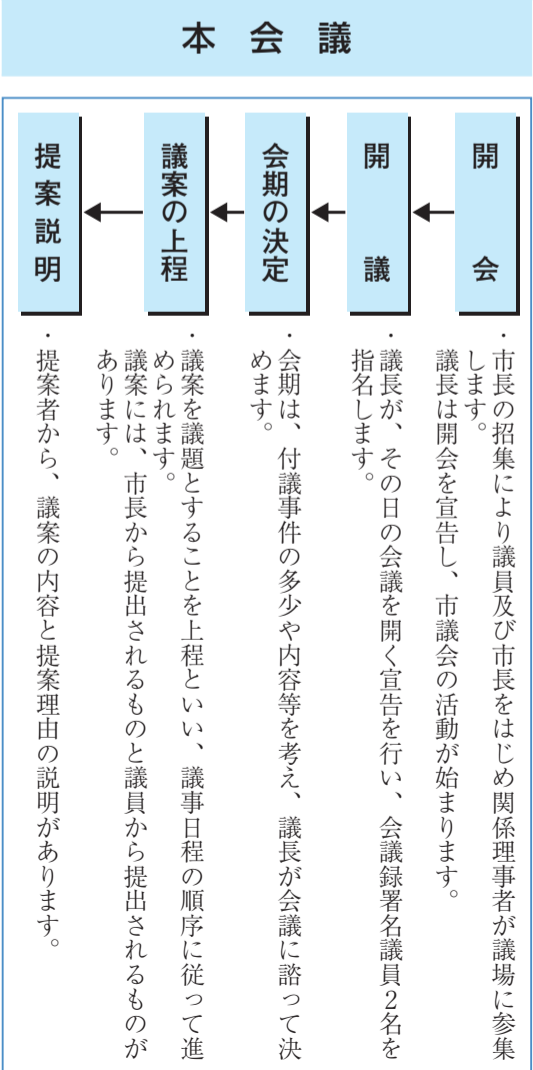 本会議
開会
・市長の招集により議員及び市長をはじめ関係理事者が議場に参集
します。
議長は開会を宣告し、市議会の活動が始まります。
開議
・議長が、その日の会議を開く宣告を行い、会議録署名議員2名を
指名します。
会期の決定
・会期は、付議事件の多少や内容等を考え、議長が会議に諮って決
めます。
議案の上程
・議案を議題とすることを上程といい、議事日程の順序に従って進
められます。
議案には、市長から提出されるものと議員から提出されるものが
あります。
提案説明
・提案者から、議案の内容と提案理由の説明があります。